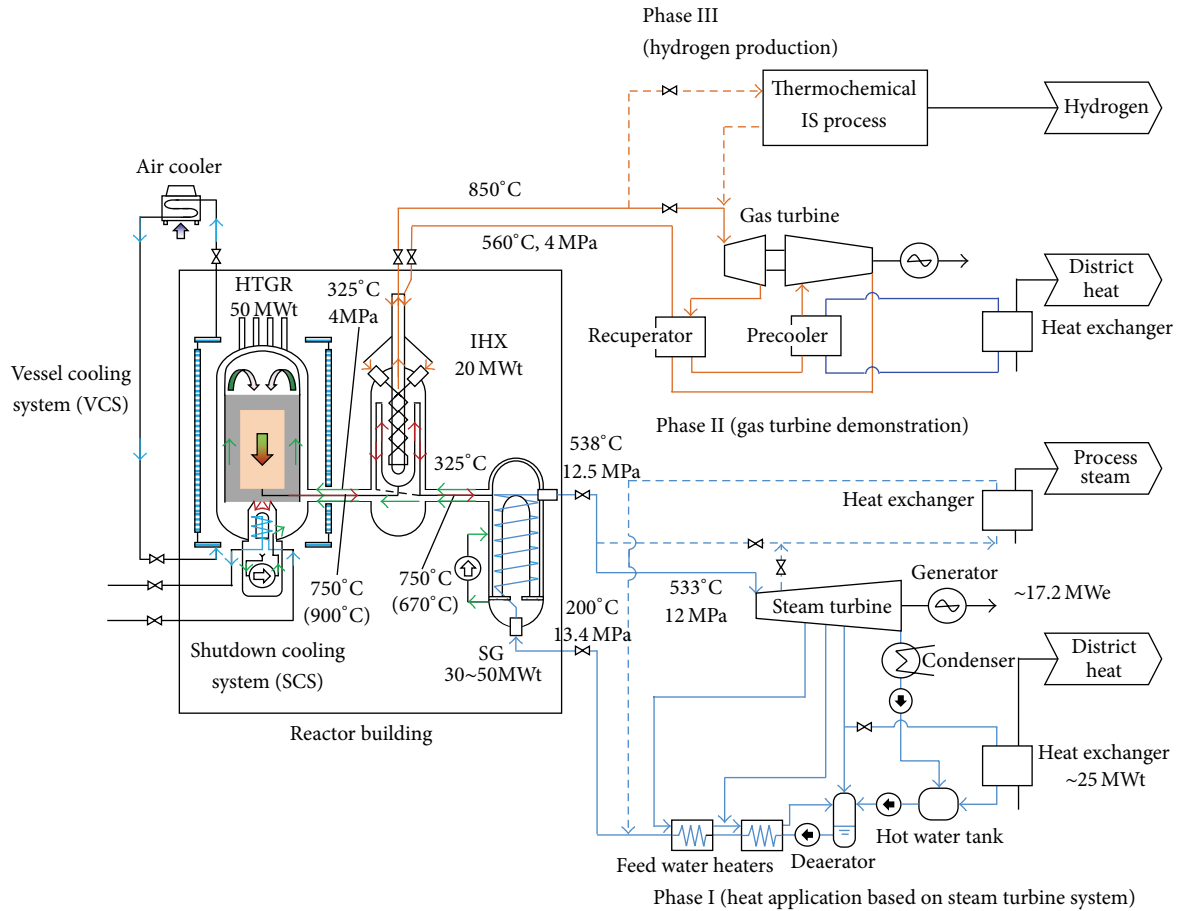 Phase III
(hydrogen production)
Thermochemical
IS process
Hydrogen
Air cooler
850°C
560°C, 4 MPa
Gas turbine
District
heat
Heat exchanger
Recuperator
Precooler
Phase II (gas turbine demonstration)
HTGR
50 MWt
325°C
4MPa
IHX
20 MWt
Vessel cooling
system (VCS)
325°C
538°C
12.5 MPa
Process
steam
Heat exchanger
750°C
(900°C)
750°C
(670°C)
200°C
13.4 MPa
533°C
12 MPa
Steam turbine
Generator
~17.2 MWe
Condenser
District
heat
Shutdown cooling
system (SCS)
SG
30~50MWt
Reactor building
Heat exchanger
~25 MWt
Hot water tank
Feed water heaters
Deaerator
Phase I (heat application based on steam turbine system)